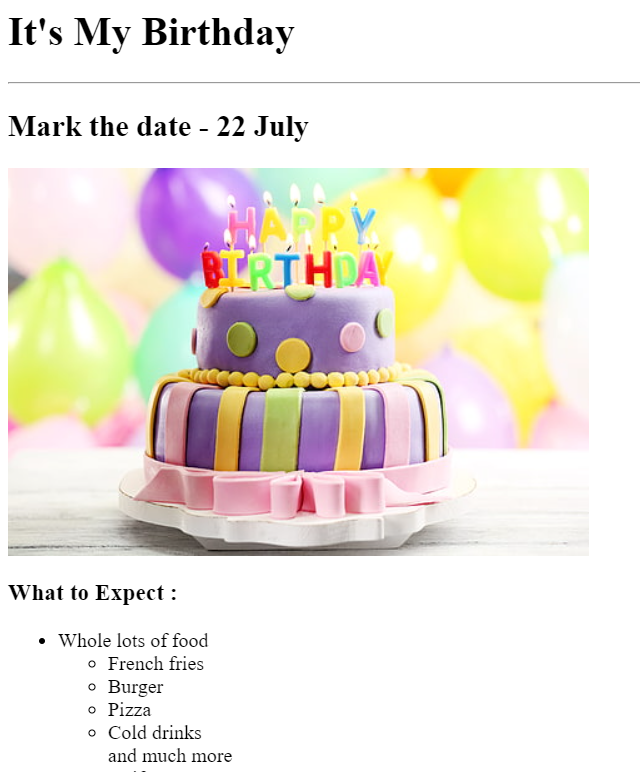 It's My Birthday
Mark the date - 22 July
HAPPY
BIRTHDAY
What to Expect :
Whole lots of food
French fries
Burger
Pizza
Cold drinks
and much more